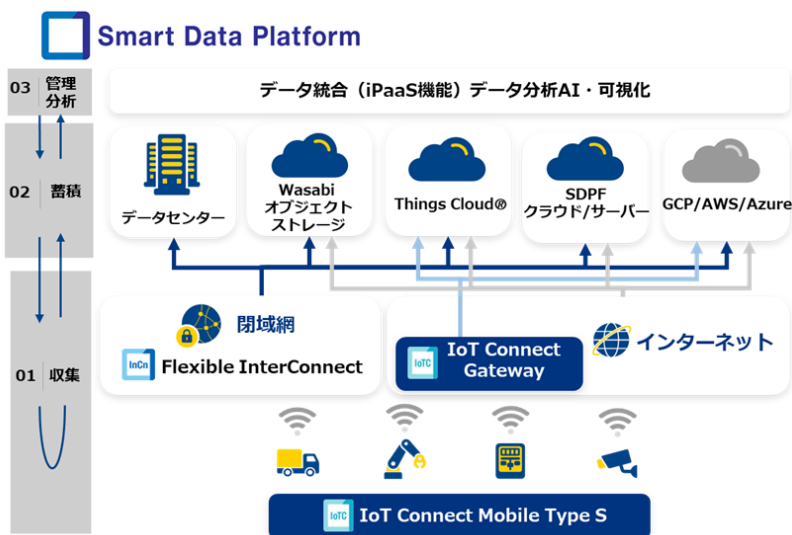 Smart Data Platform
03 管理
分析
データ統合（iPaaS機能）データ分析AI・可視化
02 蓄積
データセンター
Wasabi
オブジェクト
ストレージ
Things Cloud®
SDPF
クラウド/サーバー
GCP/AWS/Azure
01 収集
閉域網
InCn Flexible InterConnect
IoTC IoT Connect
Gateway
インターネット
IoTC IoT Connect Mobile Type S